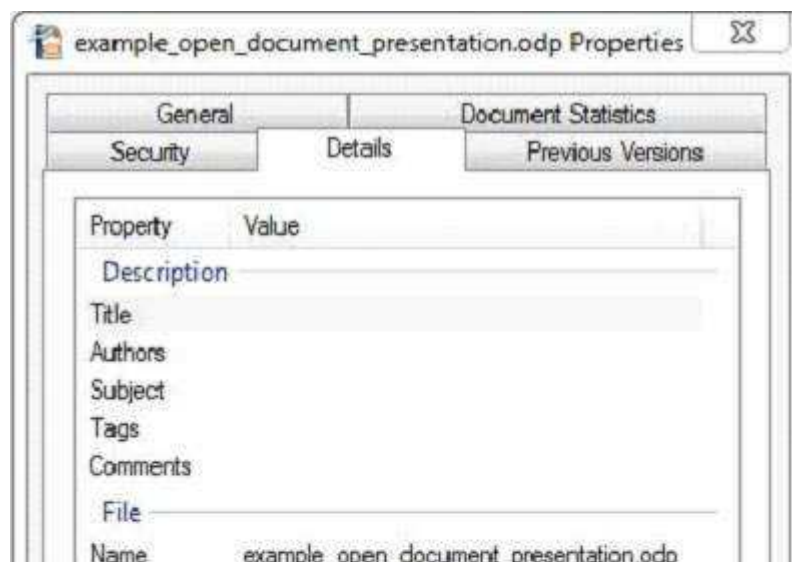 example_open_document_presentation.odp Properties
General Document Statistics
Security Details Previous Versions
Property Value
Description
Title
Authors
Subject
Tags
Comments
File
Name example_open_document_presentation.odp